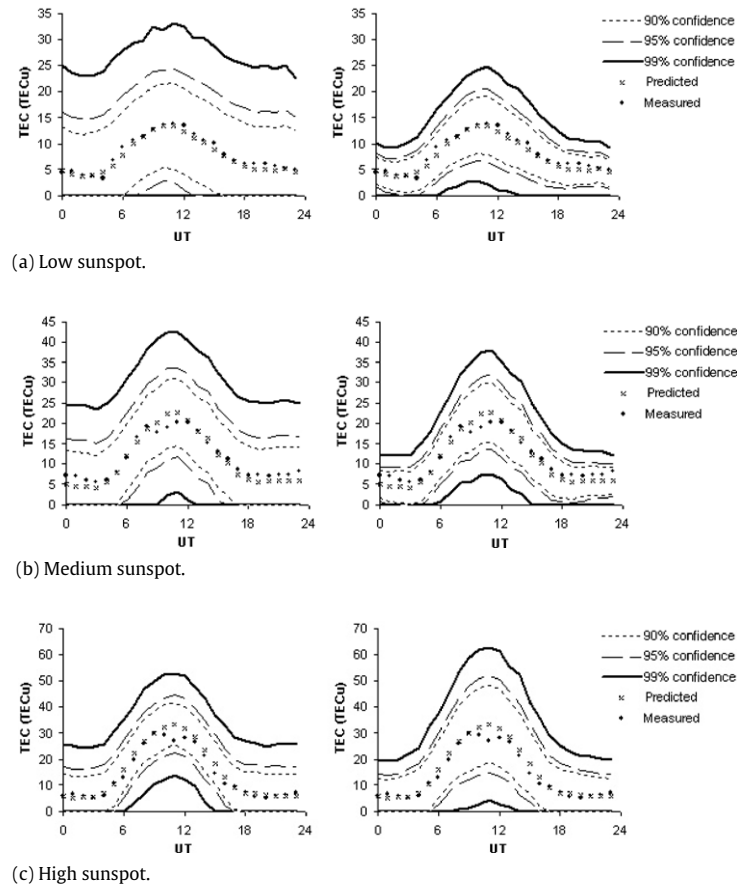 35
30
25
20
15
10
5
0
TEC (TECu)
0 6 12 18 24
UT
35
30
25
20
15
10
5
0
TEC (TECu)
0 6 12 18 24
UT
90% confidence
95% confidence
99% confidence
Predicted
Measured
(a) Low sunspot.
45
40
35
30
25
20
15
10
5
0
TEC (TECu)
0 6 12 18 24
UT
45
40
35
30
25
20
15
10
5
0
TEC (TECu)
0 6 12 18 24
UT
90% confidence
95% confidence
99% confidence
Predicted
Measured
(b) Medium sunspot.
70
60
50
40
30
20
10
0
TEC (TECu)
0 6 12 18 24
UT
70
60
50
40
30
20
10
0
TEC (TECu)
0 6 12 18 24
UT
90% confidence
95% confidence
99% confidence
Predicted
Measured
(c) High sunspot.